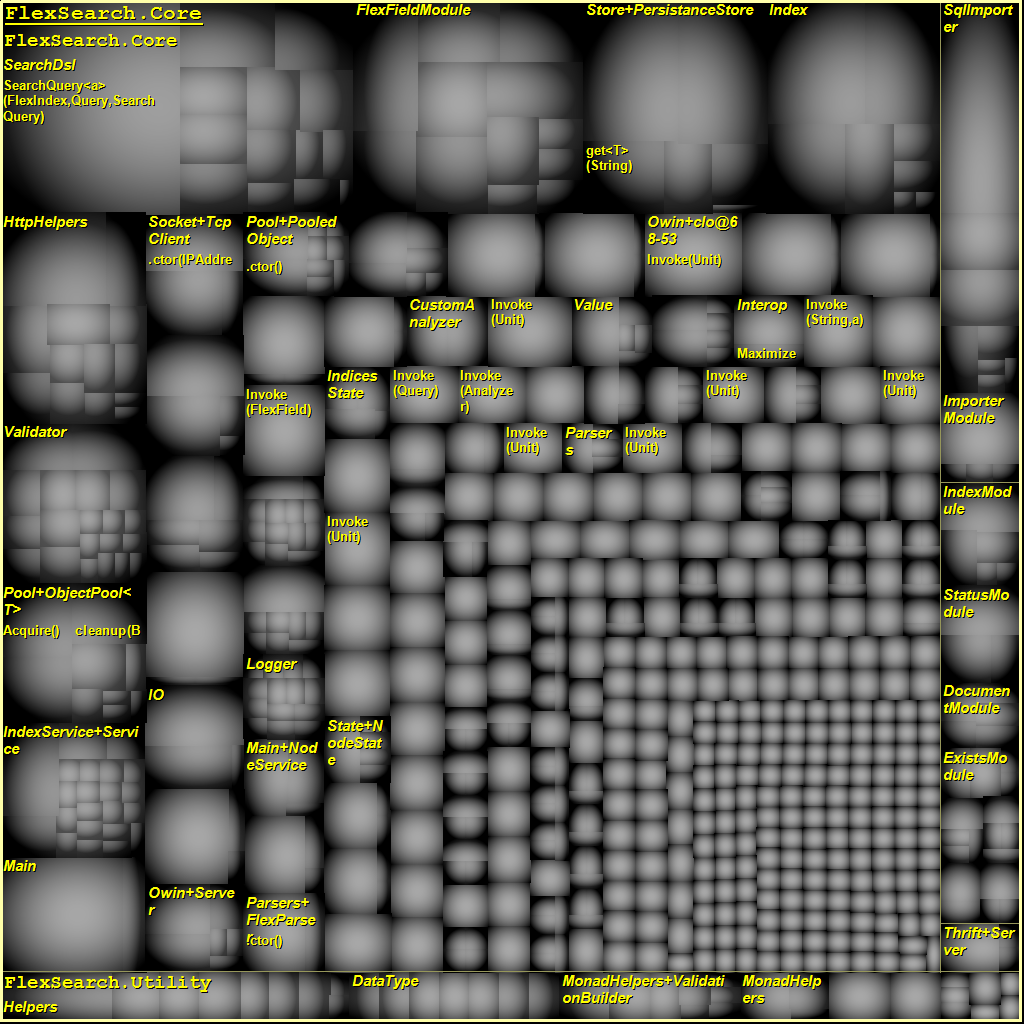 FlexSearch.Core
FlexSearch.Core
SearchDsl
SearchQuery<a>
(FlexIndex,Query,Search
Query)
FlexFieldModule
Store+PersistanceStore
get<T>
(String)
Index
SqlImport
er
HttpHelpers
Socket+Tcp
Client
.ctor(IPAddre
Pool+Pooled
Object
.ctor()
Owin+clo@6
8-53
Invoke(Unit)
CustomA
nalyzer
Invoke
(Unit)
Value
Interop
Maximize
Invoke
(String,a)
Invoke
(FlexField)
Indices
State
Invoke
(Query)
Invoke
(Analyze
r)
Invoke
(Unit)
Invoke
(Unit)
Importer
Module
Validator
Invoke
(Unit)
Parser
s
Invoke
(Unit)
Invoke
(Unit)
IndexMod
ule
Pool+ObjectPool<
T>
Acquire()
cleanup(B
StatusMo
dule
Logger
IO
Documen
tModule
IndexService+Servi
ce
Main+Nod
eService
State+N
odeStat
e
ExistsMo
dule
Main
Owin+Serve
r
Parsers+
FlexParse
r
.ctor()
Thrift+Ser
ver
FlexSearch.Utility
Helpers
DataType
MonadHelpers+Validati
onBuilder
MonadHelp
ers